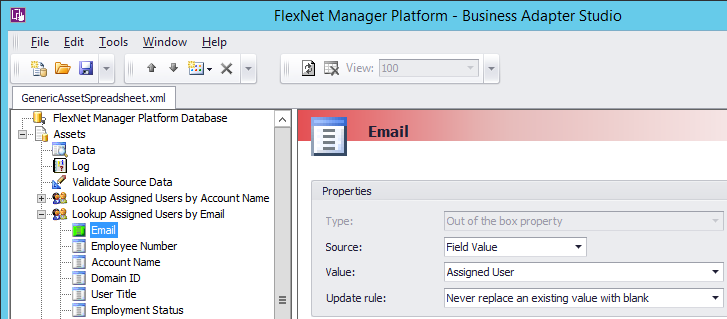 FlexNet Manager Platform - Business Adapter Studio
File Edit Tools Window Help
View: 100
GenericAssetSpreadsheet.xml
FlexNet Manager Platform Database
Assets
Data
Log
Validate Source Data
Lookup Assigned Users by Account Name
Lookup Assigned Users by Email
Email
Employee Number
Account Name
Domain ID
User Title
Employment Status
Email
Properties
Type: Out of the box property
Source: Field Value
Value: Assigned User
Update rule: Never replace an existing value with blank